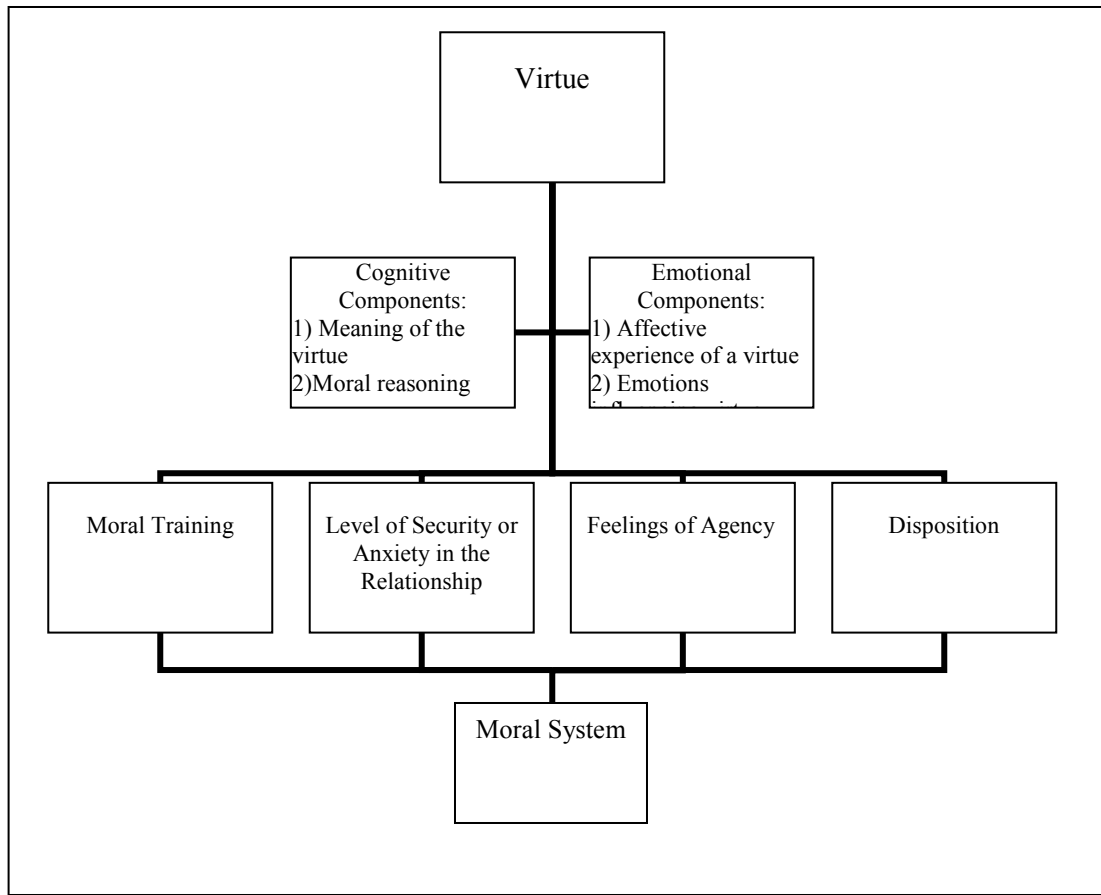 Virtue
Cognitive
Components:
1) Meaning of the
virtue
2)Moral reasoning
Emotional
Components:
1) Affective
experience of a virtue
2) Emotions
Moral Training
Level of Security or
Anxiety in the
Relationship
Feelings of Agency
Disposition
Moral System